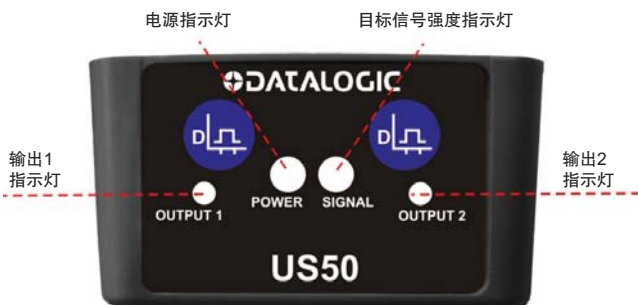 电源指示灯
目标信号强度指示灯
DATALOGIC
D
D
输出1
指示灯
输出2
指示灯
POWER
SIGNAL
OUTPUT 1
OUTPUT 2
US50